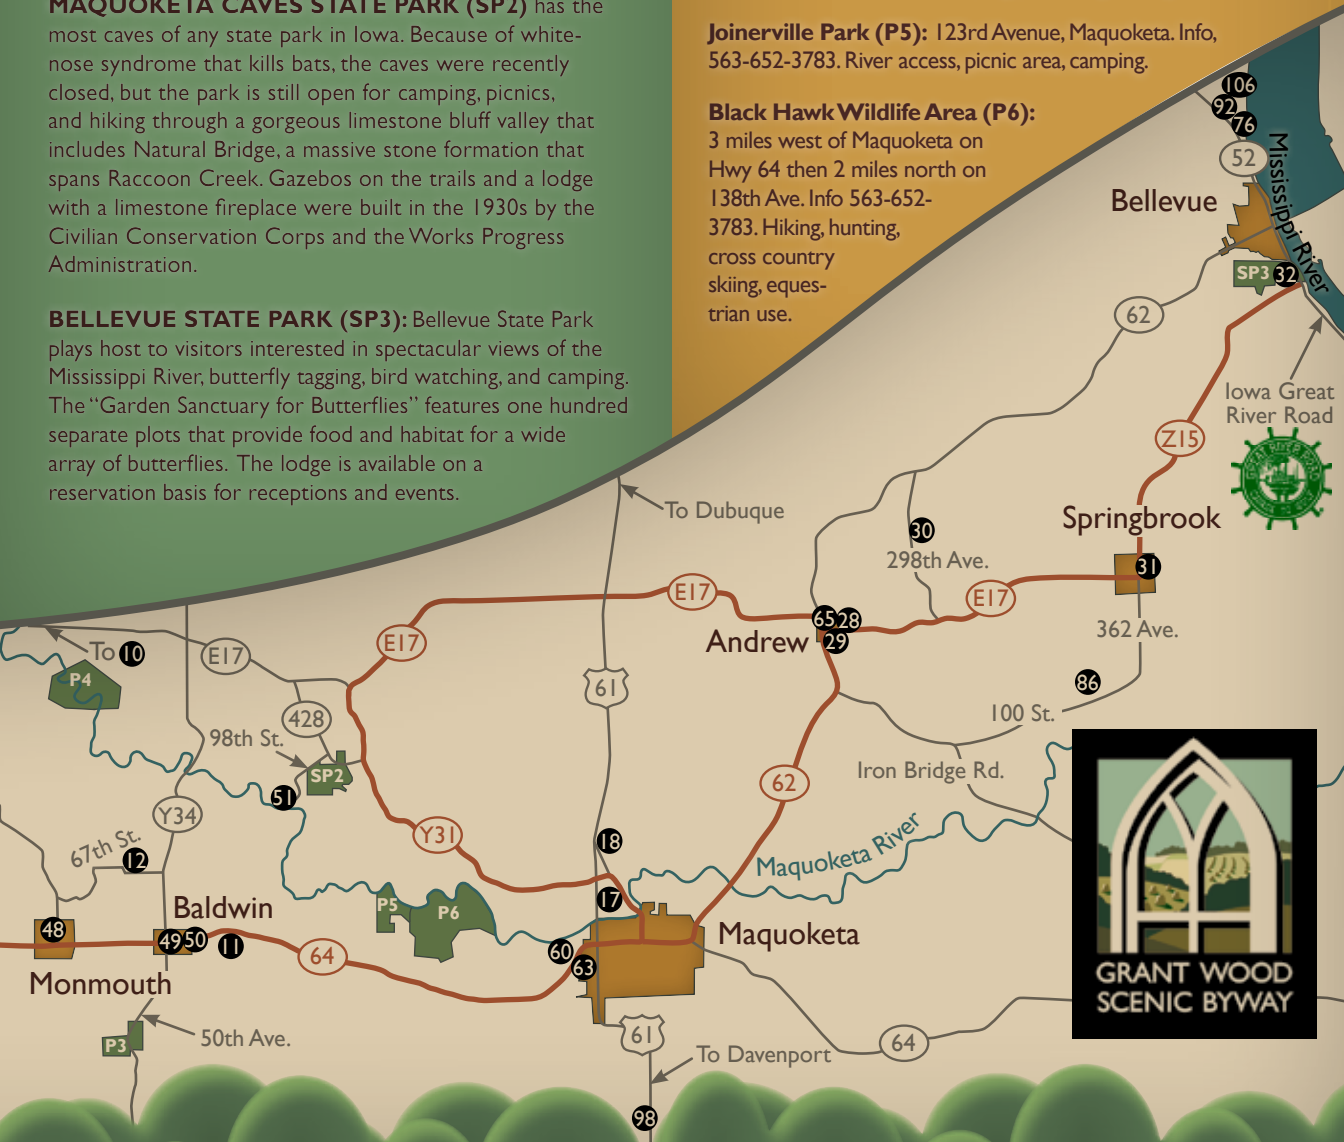 MAQUOKETA CAVES STATE PARK (SP2) has the
most caves of any state park in Iowa. Because of white-
nose syndrome that kills bats, the caves were recently
closed, but the park is still open for camping, picnics,
and hiking through a gorgeous limestone bluff valley that
includes Natural Bridge, a massive stone formation that
spans Raccoon Creek. Gazebos on the trails and a lodge
with a limestone fireplace were built in the 1930s by the
Civilian Conservation Corps and the Works Progress
Administration.
BELLEVUE STATE PARK (SP3): Bellevue State Park
plays host to visitors interested in spectacular views of the
Mississippi River, butterfly tagging, bird watching, and camping.
The "Garden Sanctuary for Butterflies" features one hundred
separate plots that provide food and habitat for a wide
array of butterflies. The lodge is available on a
reservation basis for receptions and events.
Joinerville Park (P5): 123rd Avenue, Maquoketa. Info,
563-652-3783. River access, picnic area, camping.
Black Hawk Wildlife Area (P6):
3 miles west of Maquoketa on
Hwy 64 then 2 miles north on
138th Ave. Info 563-652-
3783. Hiking, hunting,
cross country
skiing, eques-
trian use.
106
92
76
52
Mississippi River
Bellevue
SP3 32
62
Iowa Great
River Road
Z15
To Dubuque
Springbrook
30
298th Ave.
31
E17
E17
65 28
29
Andrew
362 Ave.
E17
To 10
E17
P4
61
86
100 St.
428
98th St.
SP2
51
62
Iron Bridge Rd.
Y34
Y31
Maquoketa River
67th St.
12
18
17
P5
P6
Baldwin
48
49 50
11
64
60
63
Maquoketa
Monmouth
P3
50th Ave.
61
64
To Davenport
98
GRANT WOOD
SCENIC BYWAY